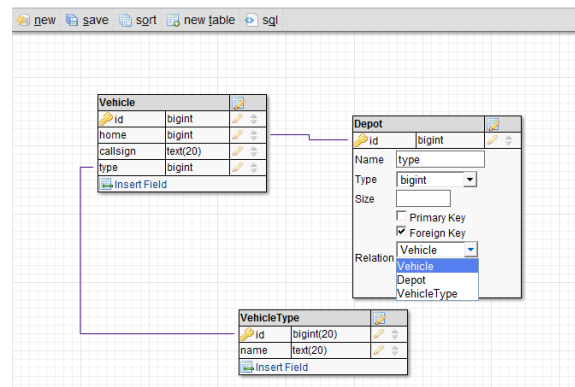 new save sort new table sql
Vehicle
id bigint
home bigint
callsign text(20)
type bigint
Insert Field
Depot
id bigint
Name type
Type bigint
Size
Primary Key
Foreign Key
Relation Vehicle
Vehicle
Depot
VehicleType
VehicleType
id bigint(20)
name text(20)
Insert Field